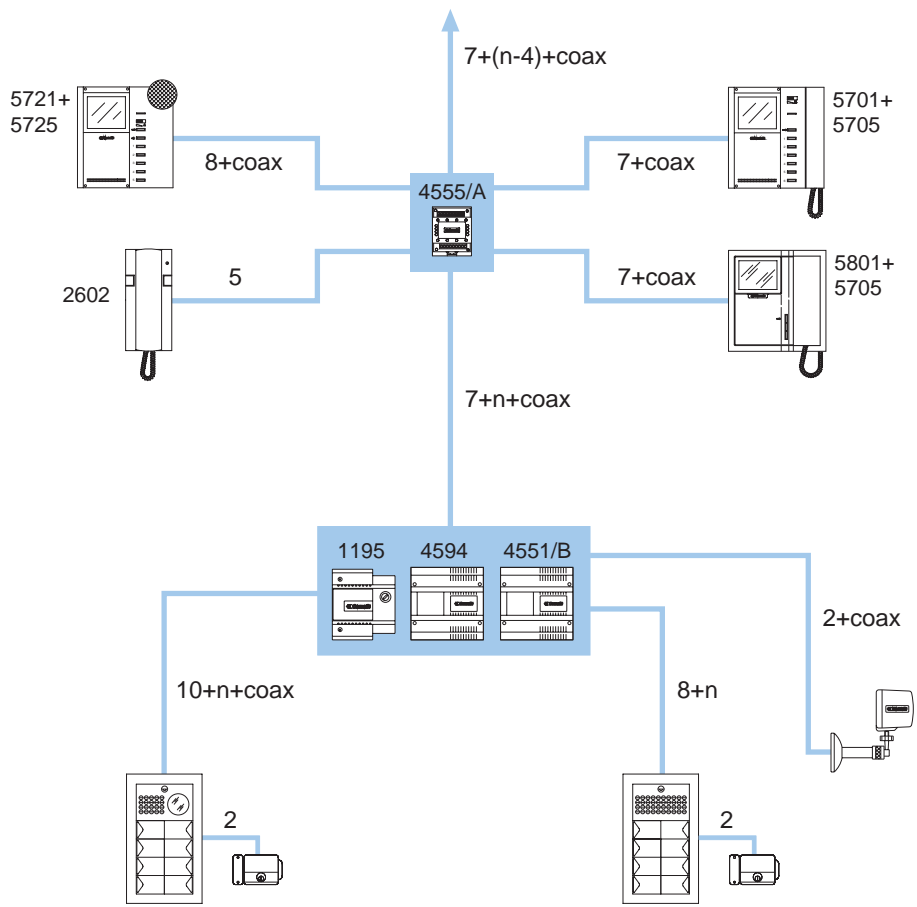 7+(n-4)+coax
5721+
5725
5701+
5705
8+coax
7+coax
4555/A
2602
5
7+coax
5801+
5705
7+n+coax
1195
4594
4551/B
2+coax
10+n+coax
8+n
2
2